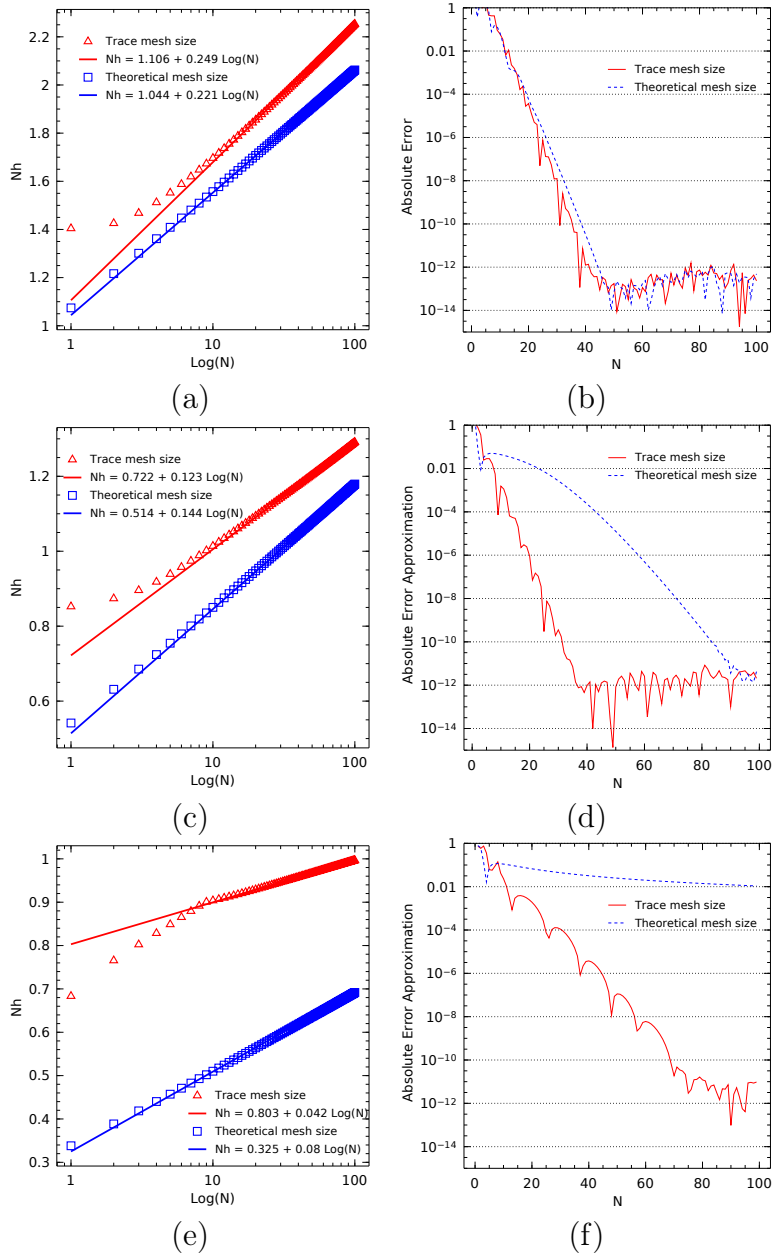 2.2
2
1.8
1.6
1.4
1.2
1
Nh
Trace mesh size
Nh = 1.106 + 0.249 Log(N)
Theoretical mesh size
Nh = 1.044 + 0.221 Log(N)
1
10
100
Log(N)
(a)
1
0.01
10−4
10−6
10−10
10−12
10−14
Absolute Error
Trace mesh size
Theoretical mesh size
0
20
40
60
80
100
N
(b)
1.2
1
0.8
0.6
Nh
Trace mesh size
Nh = 0.722 + 0.123 Log(N)
Theoretical mesh size
Nh = 0.514 + 0.144 Log(N)
1
10
100
Log(N)
(c)
1
0.01
10−4
10−6
10−8
10−10
10−12
10−14
Absolute Error Approximation
Trace mesh size
Theoretical mesh size
0
20
40
60
80
100
N
(d)
1
0.9
0.8
0.7
0.6
0.5
0.4
0.3
Nh
Trace mesh size
Nh = 0.803 + 0.042 Log(N)
Theoretical mesh size
Nh = 0.325 + 0.08 Log(N)
1
10
100
Log(N)
(e)
1
0.01
10−4
10−6
10−8
10−10
10−12
10−14
Absolute Error Approximation
Trace mesh size
Theoretical mesh size
0
20
40
60
80
100
N
(f)